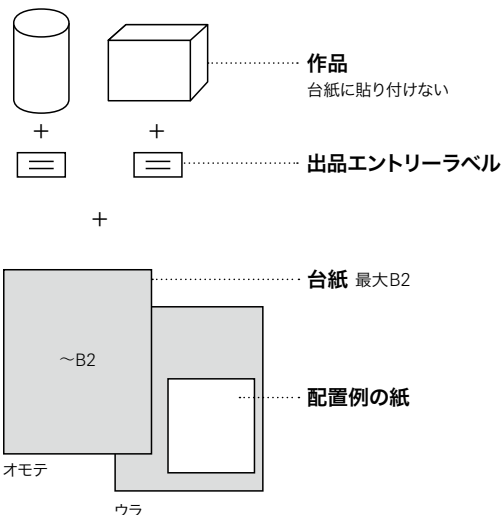 作品
台紙に貼り付けない
+ +
出品エントリーラベル
+
台紙 最大B2
～B2
配置例の紙
オモテ
ウラ